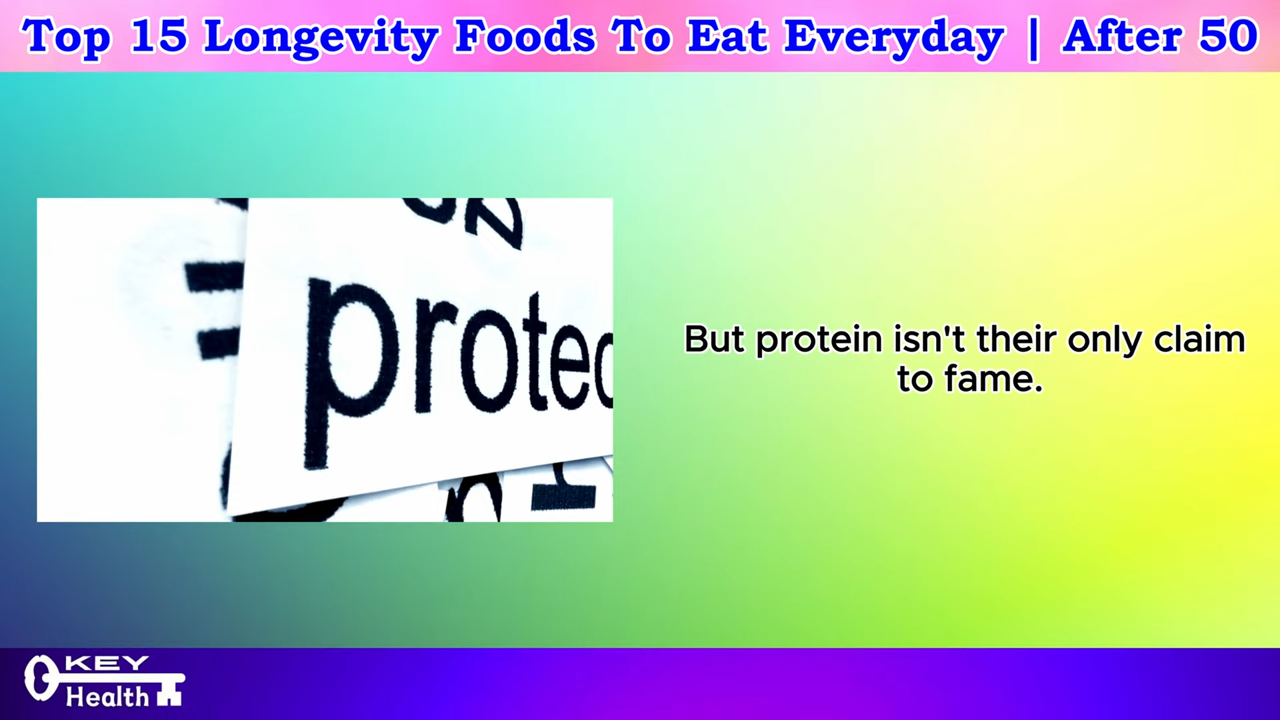 Top 15 Longevity Foods To Eat Everyday | After 50
protec
But protein isn't their only claim
to fame.
KEY
Health